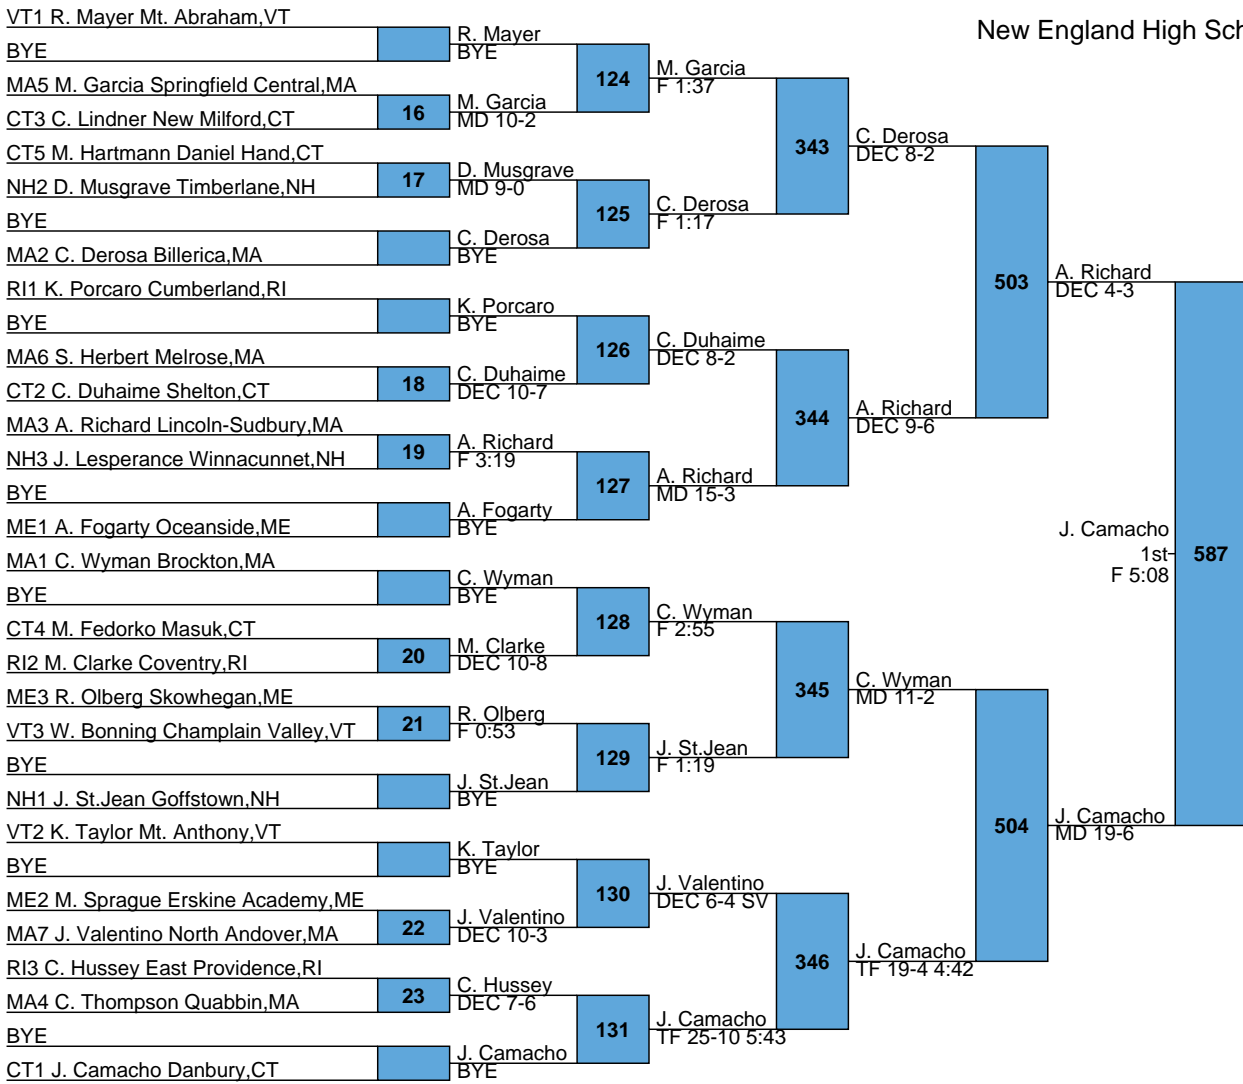 VT1 R. Mayer Mt. Abraham,VT
BYE
MA5 M. Garcia Springfield Central,MA
CT3 C. Lindner New Milford,CT
CT5 M. Hartmann Daniel Hand,CT
NH2 D. Musgrave Timberlane,NH
BYE
MA2 C. Derosa Billerica,MA
RI1 K. Porcaro Cumberland,RI
BYE
MA6 S. Herbert Melrose,MA
CT2 C. Duhaime Shelton,CT
MA3 A. Richard Lincoln-Sudbury,MA
NH3 J. Lesperance Winnacunnet,NH
BYE
ME1 A. Fogarty Oceanside,ME
MA1 C. Wyman Brockton,MA
BYE
CT4 M. Fedorko Masuk,CT
RI2 M. Clarke Coventry,RI
ME3 R. Olberg Skowhegan,ME
VT3 W. Bonning Champlain Valley,VT
BYE
NH1 J. St.Jean Goffstown,NH
VT2 K. Taylor Mt. Anthony,VT
BYE
ME2 M. Sprague Erskine Academy,ME
MA7 J. Valentino North Andover,MA
RI3 C. Hussey East Providence,RI
MA4 C. Thompson Quabbin,MA
BYE
CT1 J. Camacho Danbury,CT
16
17
18
19
20
21
22
23
R. Mayer
BYE
M. Garcia
MD 10-2
D. Musgrave
MD 9-0
C. Derosa
BYE
K. Porcaro
BYE
C. Duhaime
DEC 10-7
A. Richard
F 3:19
A. Fogarty
BYE
C. Wyman
BYE
M. Clarke
DEC 10-8
R. Olberg
F 0:53
J. St.Jean
BYE
K. Taylor
BYE
J. Valentino
DEC 10-3
C. Hussey
DEC 7-6
J. Camacho
BYE
124
125
126
127
128
129
130
131
M. Garcia
F 1:37
C. Derosa
F 1:17
C. Duhaime
DEC 8-2
A. Richard
MD 15-3
C. Wyman
F 2:55
J. St.Jean
F 1:19
J. Valentino
DEC 6-4 SV
J. Camacho
TF 25-10 5:43
343
344
345
346
C. Derosa
DEC 8-2
A. Richard
DEC 9-6
C. Wyman
MD 11-2
J. Camacho
TF 19-4 4:42
503
504
A. Richard
DEC 4-3
J. Camacho
MD 19-6
J. Camacho
1st
F 5:08
587
New England High Sch